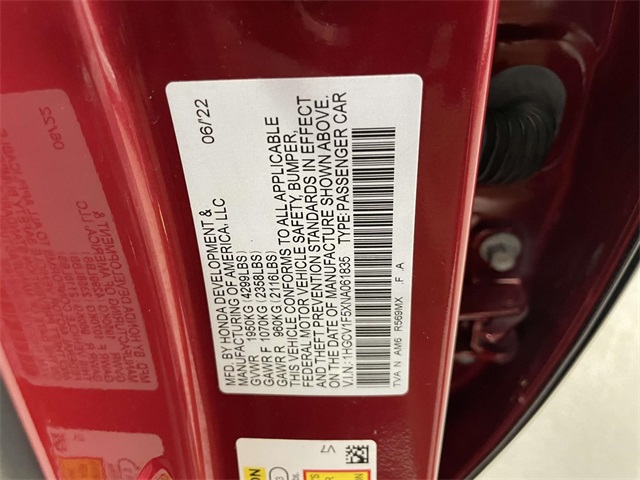 MFD. BY HONDA DEVELOPMENT & 06/22
MANUFACTURING OF AMERICA, LLC
GVWR 1950KG (4299LBS)
GAWR F 1070KG (2358LBS)
GAWR R 960KG (2116LBS)
THIS VEHICLE CONFORMS TO ALL APPLICABLE
FEDERAL MOTOR VEHICLE SAFETY, BUMPER,
AND THEFT PREVENTION STANDARDS IN EFFECT
ON THE DATE OF MANUFACTURE SHOWN ABOVE.
V.I.N.:1HGCV1F5XNA061835 TYPE:PASSENGER CAR
TVA N AM6 R569MX .F .A